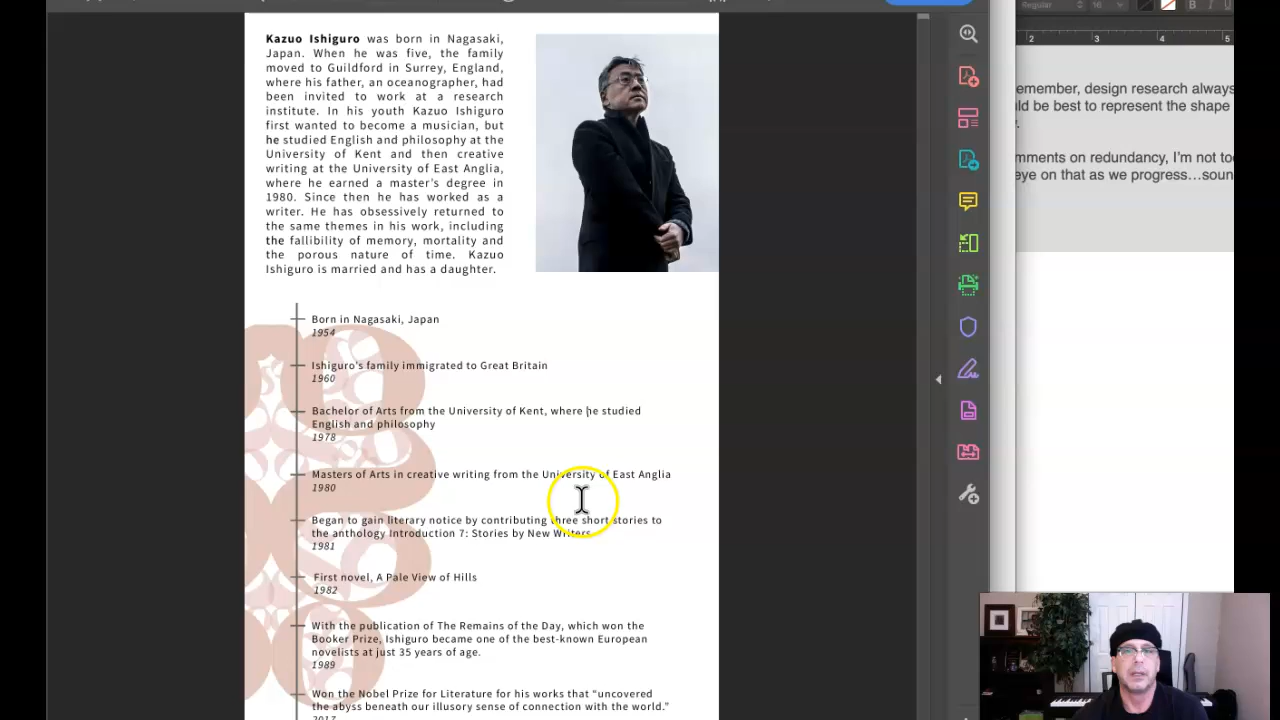 Regular
16
B I U
2 3 4 5
Kazuo Ishiguro was born in Nagasaki,
Japan. When he was five, the family
moved to Guildford in Surrey, England,
where his father, an oceanographer, had
been invited to work at a research
institute. In his youth Kazuo Ishiguro
first wanted to become a musician, but
he studied English and philosophy at the
University of Kent and then creative
writing at the University of East Anglia,
where he earned a master's degree in
1980. Since then he has worked as a
writer. He has obsessively returned to
the same themes in his work, including
the fallibility of memory, mortality and
the porous nature of time. Kazuo
Ishiguro is married and has a daughter.
Born in Nagasaki, Japan
1954
Ishiguro's family immigrated to Great Britain
1960
Bachelor of Arts from the University of Kent, where he studied
English and philosophy
1978
Masters of Arts in creative writing from the University of East Anglia
1980
Began to gain literary notice by contributing three short stories to
the anthology Introduction 7: Stories by New Writers
1981
First novel, A Pale View of Hills
1982
With the publication of The Remains of the Day, which won the
Booker Prize, Ishiguro became one of the best-known European
novelists at just 35 years of age.
1989
Won the Nobel Prize for Literature for his works that “uncovered
the abyss beneath our illusory sense of connection with the world.”
2017
emember, design research always
ld be best to represent the shape
y.
mments on redundancy, I'm not to
eye on that as we progress…soun